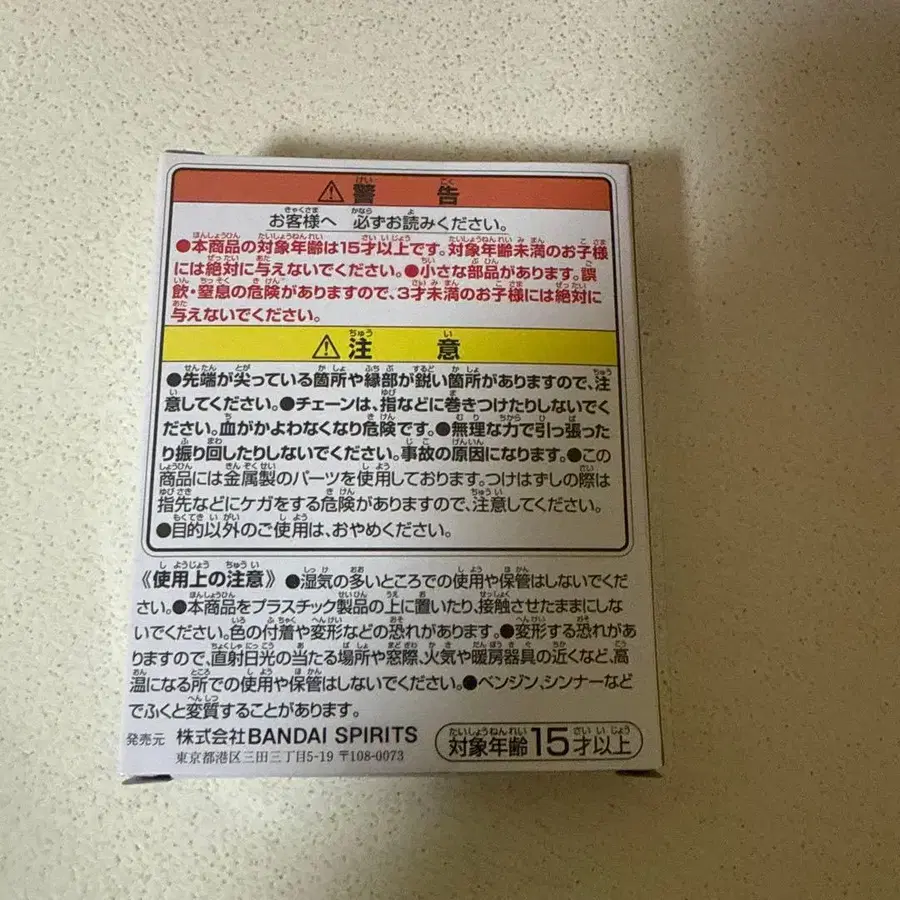 ⚠警告
お客様へ 必ずお読みください。
●本商品の対象年齢は15才以上です。対象年齢未満のお子様
には絶対に与えないでください。●小さな部品があります。誤
飲・窒息の危険がありますので、3才未満のお子様には絶対に
与えないでください。
⚠注意
●先端が尖っている箇所や縁部が鋭い箇所がありますので、注
意してください。●チェーンは、指などに巻きつけたりしないでく
ださい。血がかよわなくなり危険です。●無理な力で引っ張った
り振り回したりしないでください。事故の原因になります。●この
商品には金属製のパーツを使用しております。つけはずしの際は
指先などにケガをする危険がありますので、注意してください。
●目的以外のご使用は、おやめください。
《使用上の注意》●湿気の多いところでの使用や保管はしないでくだ
さい。●本商品をプラスチック製品の上に置いたり、接触させたままにしな
いでください。色の付着や変形などの恐れがあります。●変形する恐れがあ
りますので、直射日光の当たる場所や窓際、火気や暖房器具の近くなど、高
温になる所での使用や保管はしないでください。●ベンジン、シンナーなど
でふくと変質することがあります。
発売元 株式会社BANDAI SPIRITS
東京都港区三田三丁目5-19 〒108-0073
対象年齢15才以上